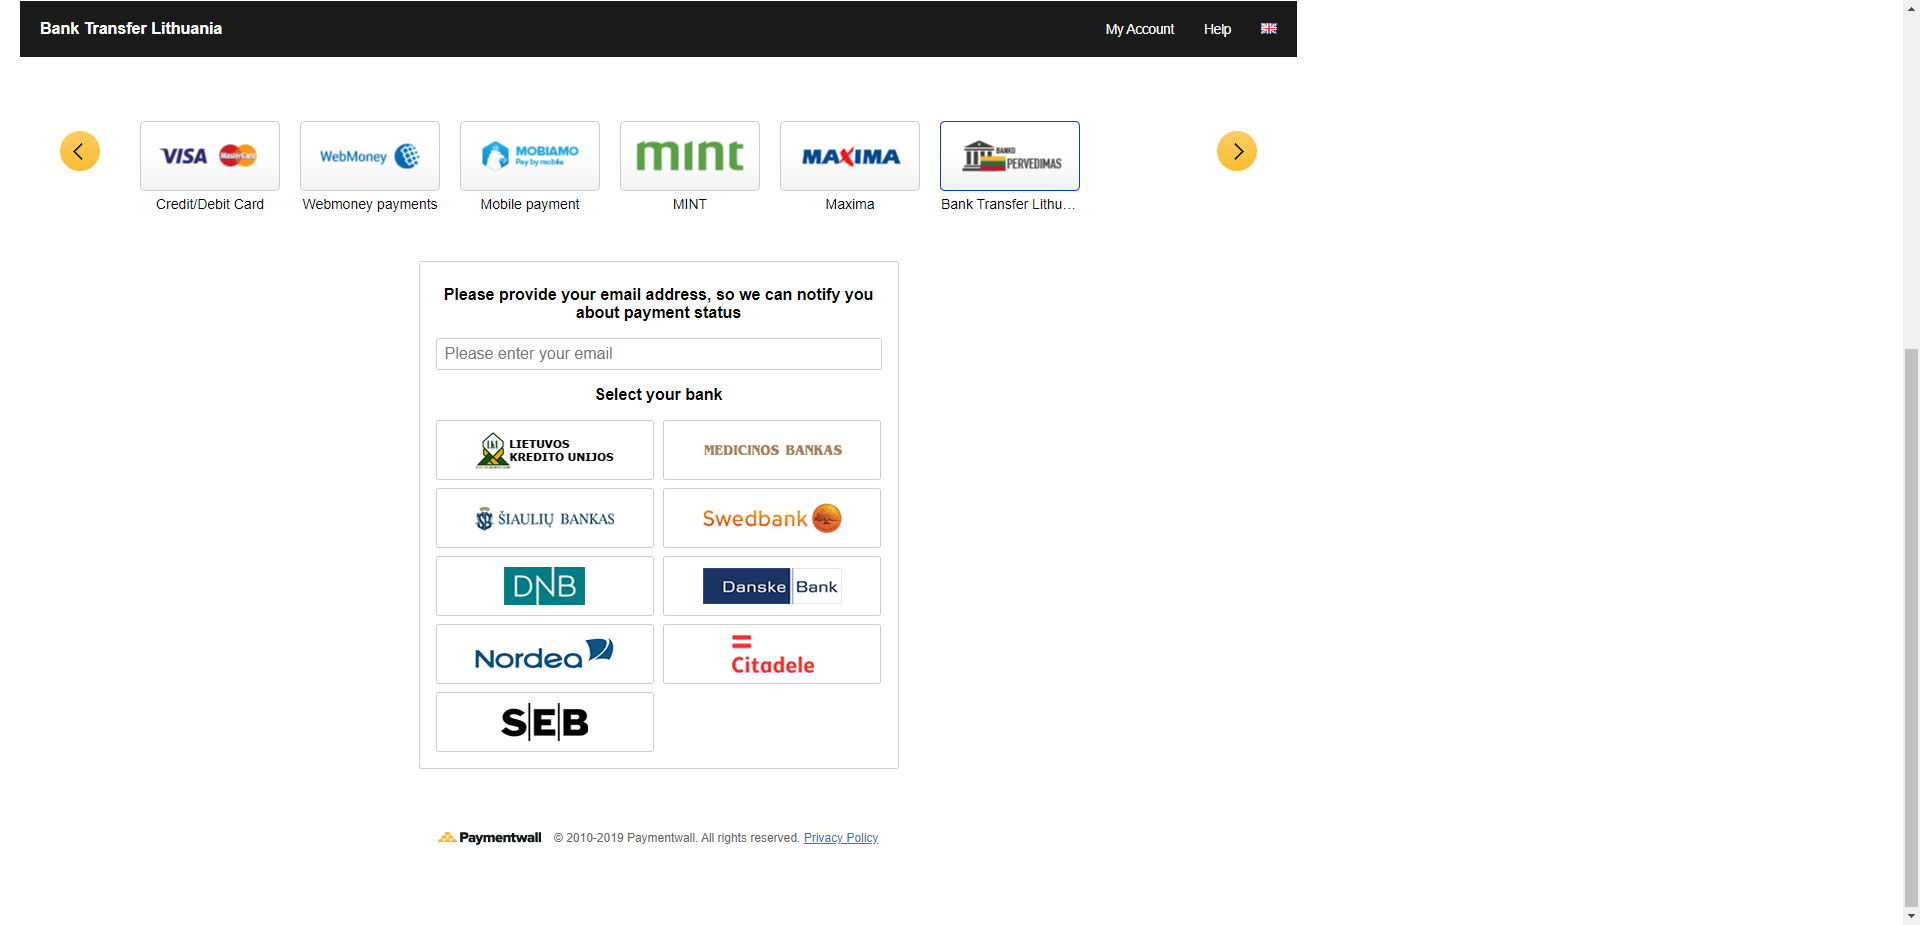 Bank Transfer Lithuania
My Account
Help
VISA MasterCard
WebMoney
MOBIAMO
Pay by mobile
mint
MAXIMA
BANKO
PERVEDIMAS
Credit/Debit Card
Webmoney payments
Mobile payment
MINT
Maxima
Bank Transfer Lithu...
Please provide your email address, so we can notify you
about payment status
Please enter your email
Select your bank
LKU
LIETUVOS
KREDITO UNIJOS
MEDICINOS BANKAS
ŠIAULIŲ BANKAS
Swedbank
DNB
Danske Bank
Nordea
Citadele
SEB
Paymentwall © 2010-2019 Paymentwall. All rights reserved. Privacy Policy